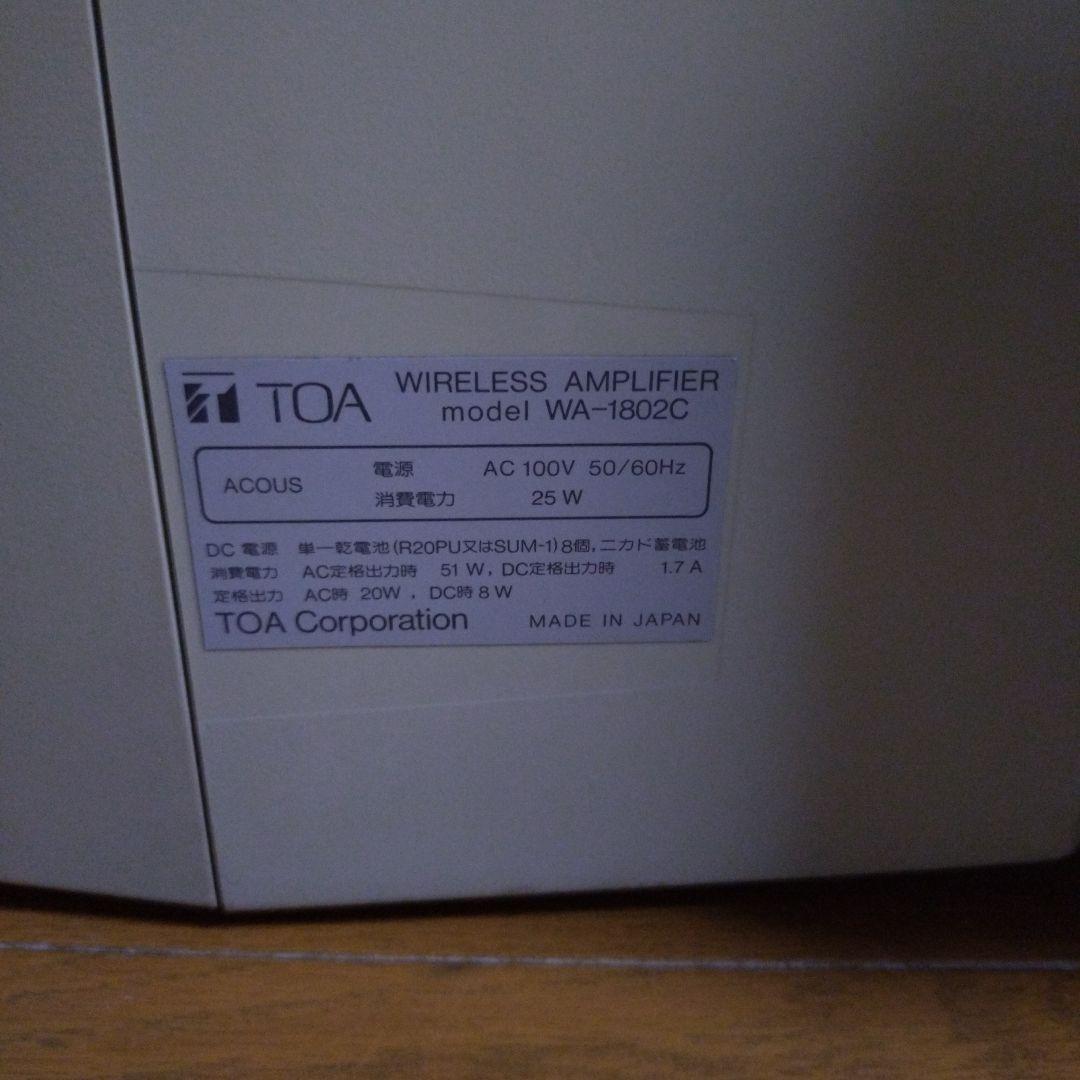 TOA WIRELESS AMPLIFIER
model WA-1802C
ACOUS 電源 AC 100V 50/60Hz
消費電力 25 W
DC 電源 単一乾電池(R20PU又はSUM-1)8個,ニカド蓄電池
消費電力 AC定格出力時 51 W, DC定格出力時 1.7 A
定格出力 AC時 20W , DC時 8 W
TOA Corporation MADE IN JAPAN